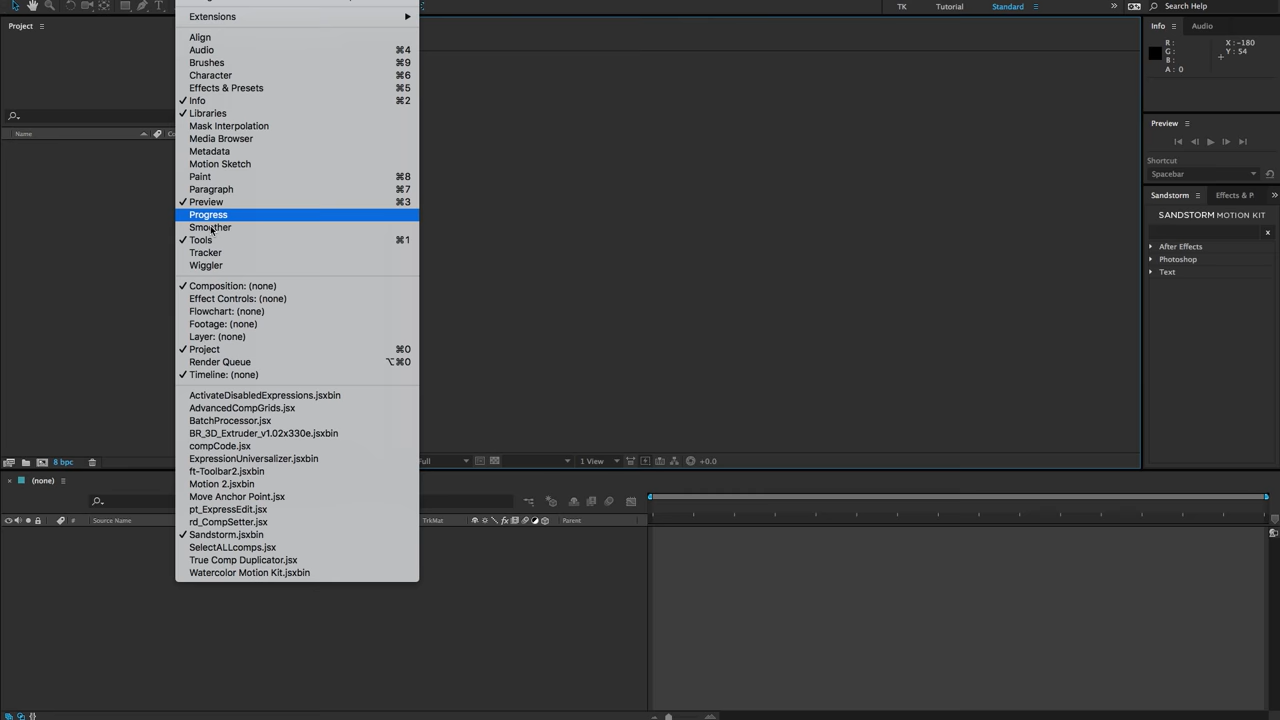 TK Tutorial Standard Search Help
Project
Extensions
Info Audio
Align
R: X: -180
G: Y: 54
B:
A: 0
Audio ⌘4
Brushes ⌘9
Character ⌘6
Effects & Presets ⌘5
Info ⌘2
Libraries
Mask Interpolation
Media Browser
Metadata
Motion Sketch
Paint ⌘8
Paragraph ⌘7
Preview ⌘3
Progress
Smoother
Tools ⌘1
Tracker
Wiggler
Composition: (none)
Effect Controls: (none)
Flowchart: (none)
Footage: (none)
Layer: (none)
Project ⌘0
Render Queue ⌥⌘0
Timeline: (none)
ActivateDisabledExpressions.jsxbin
AdvancedCompGrids.jsx
BatchProcessor.jsx
BR_3D_Extruder_v1.02x330e.jsxbin
compCode.jsx
ExpressionUniversalizer.jsxbin
ft-Toolbar2.jsxbin
Motion 2.jsxbin
Move Anchor Point.jsx
pt_ExpressEdit.jsx
rd_CompSetter.jsx
Sandstorm.jsxbin
SelectALLcomps.jsx
True Comp Duplicator.jsx
Watercolor Motion Kit.jsxbin
Preview
Shortcut
Spacebar
Sandstorm Effects & P
SANDSTORM MOTION KIT
x
After Effects
Photoshop
Text
Name
8 bpc
1 View +0.0
(none)
# Source Name TrkMat Parent